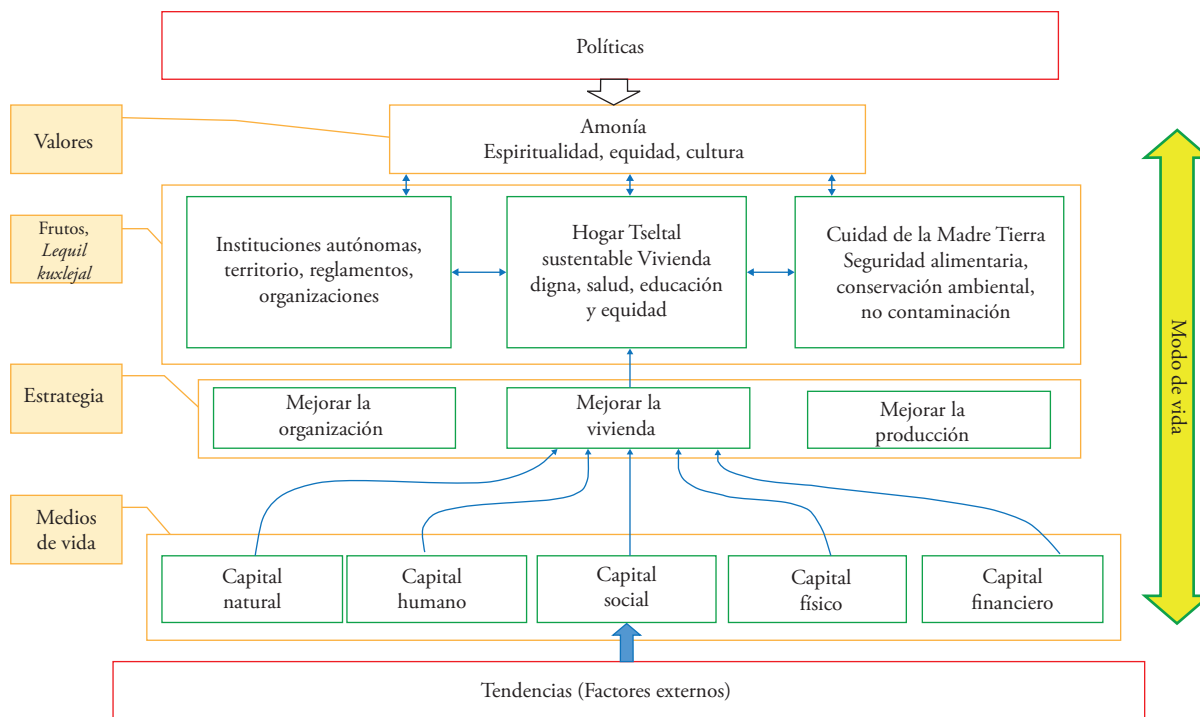 Políticas
Valores
Amonía
Espiritualidad, equidad, cultura
Frutos,
Lequil
kuxlejal
Instituciones autónomas,
territorio, reglamentos,
organizaciones
Hogar Tseltal
sustentable Vivienda
digna, salud, educación
y equidad
Cuidad de la Madre Tierra
Seguridad alimentaria,
conservación ambiental,
no contaminación
Modo de vida
Estrategia
Mejorar la
organización
Mejorar la
vivienda
Mejorar la
producción
Medios
de vida
Capital
natural
Capital
humano
Capital
social
Capital
físico
Capital
financiero
Tendencias (Factores externos)